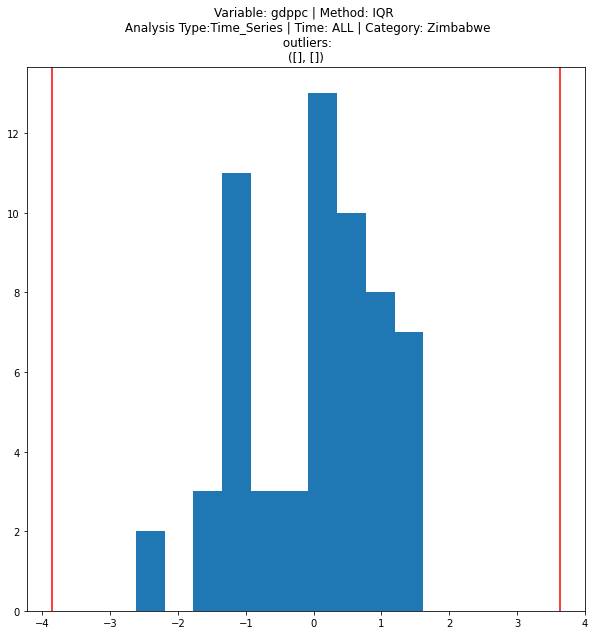 Variable: gdppc | Method: IQR
Analysis Type:Time_Series | Time: ALL | Category: Zimbabwe
outliers:
([], [])
12
10
8
6
4
2
0
−4 −3 −2 −1 0 1 2 3 4